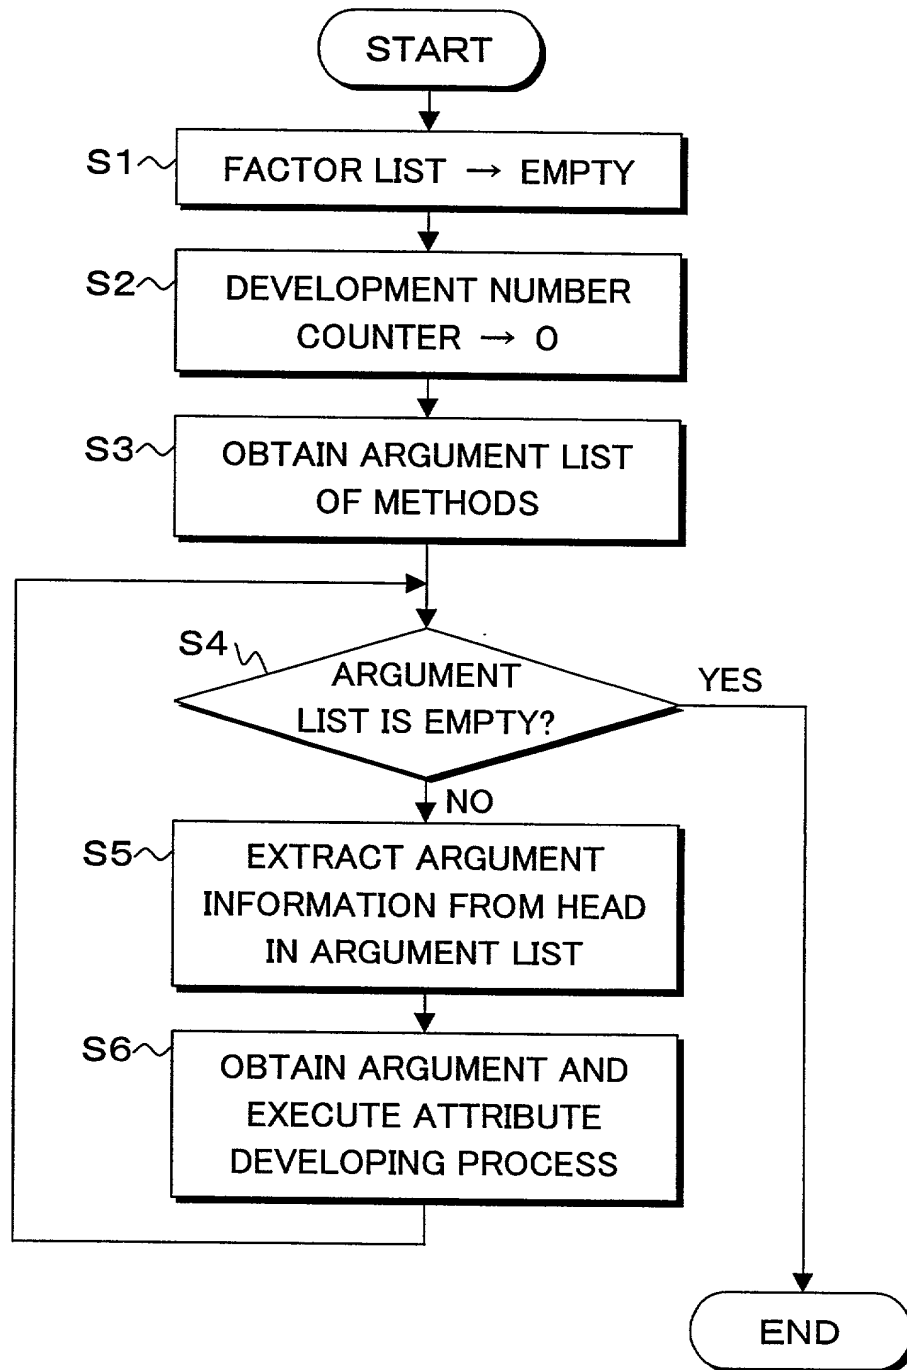 START
S1
FACTOR LIST → EMPTY
S2
DEVELOPMENT NUMBER
COUNTER → 0
S3
OBTAIN ARGUMENT LIST
OF METHODS
S4
ARGUMENT
LIST IS EMPTY?
YES
NO
S5
EXTRACT ARGUMENT
INFORMATION FROM HEAD
IN ARGUMENT LIST
S6
OBTAIN ARGUMENT AND
EXECUTE ATTRIBUTE
DEVELOPING PROCESS
END